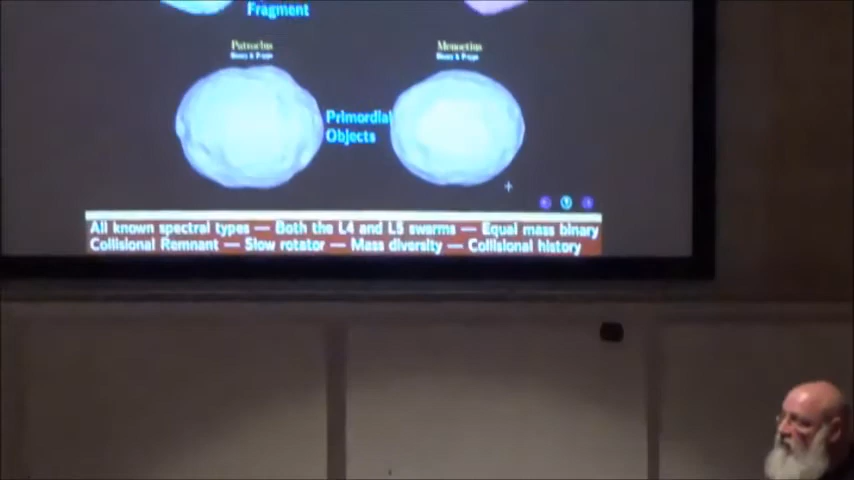 Fragment
Patroclus
Menoetius
Primordial
Objects
All known spectral types — Both the L4 and L5 swarms — Equal mass binary
Collisional Remnant — Slow rotator — Mass diversity — Collisional history